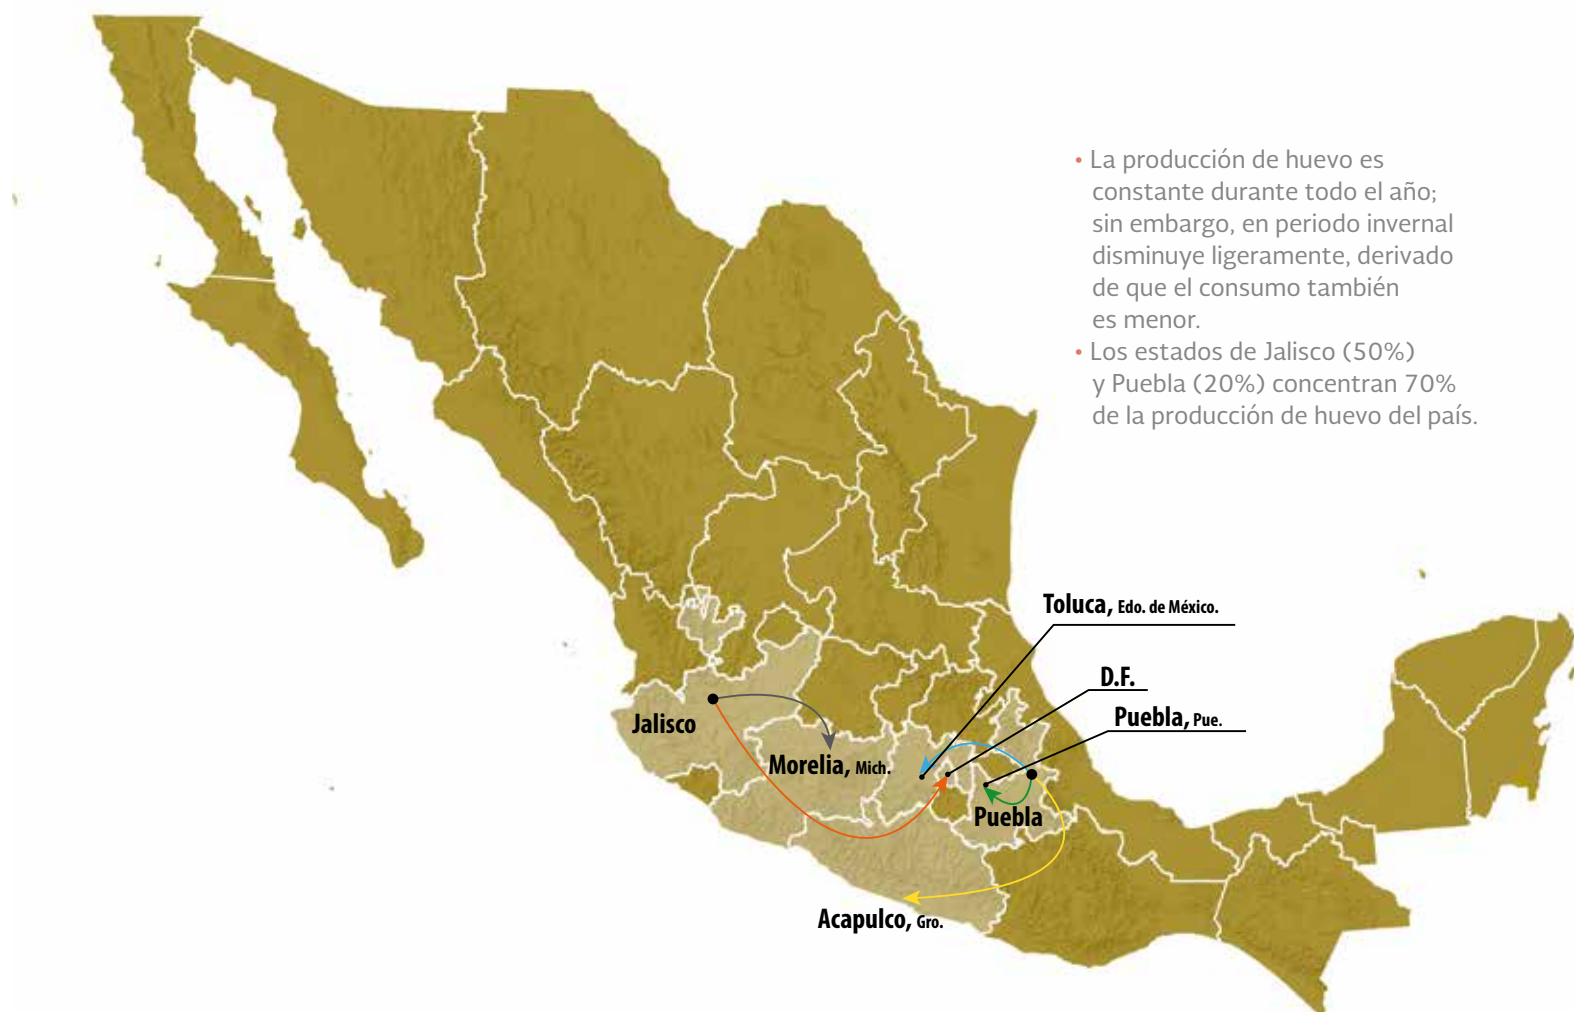 • La producción de huevo es
constante durante todo el año;
sin embargo, en periodo invernal
disminuye ligeramente, derivado
de que el consumo también
es menor.
• Los estados de Jalisco (50%)
y Puebla (20%) concentran 70%
de la producción de huevo del país.
Toluca, Edo. de México.
D.F.
Puebla, Pue.
Jalisco
Morelia, Mich.
Puebla
Acapulco, Gro.